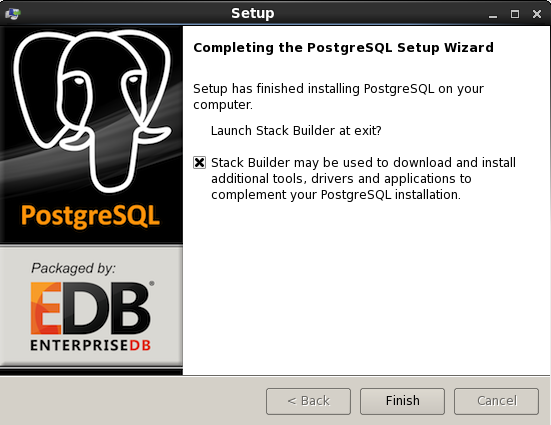 Setup
Completing the PostgreSQL Setup Wizard
Setup has finished installing PostgreSQL on your
computer.
Launch Stack Builder at exit?
Stack Builder may be used to download and install
additional tools, drivers and applications to
complement your PostgreSQL installation.
PostgreSQL
Packaged by:
EDB
ENTERPRISEDB
< Back
Finish
Cancel